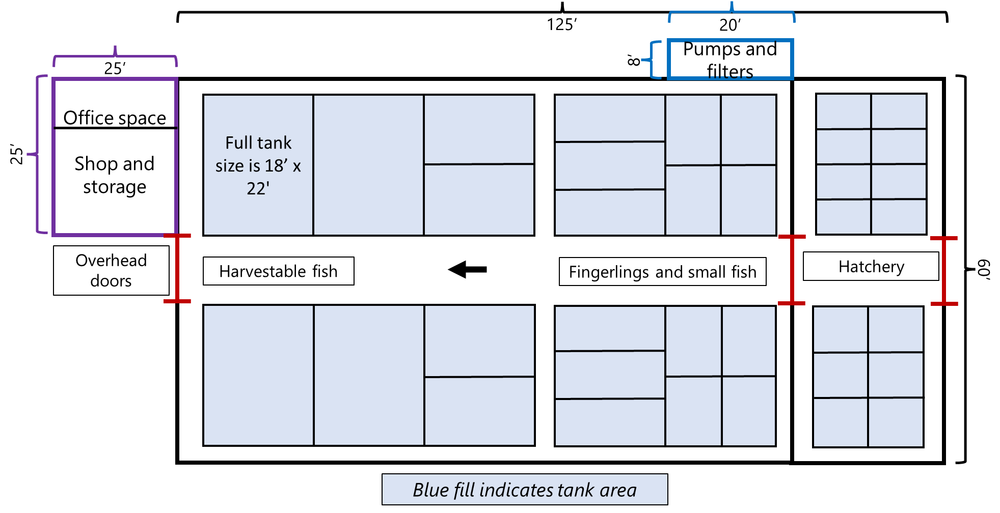 125’
20’
Pumps and
filters
8’
25’
25’
Office space
Shop and
storage
Full tank
size is 18’ x
22'
Overhead
doors
Harvestable fish
Fingerlings and small fish
Hatchery
60’
Blue fill indicates tank area